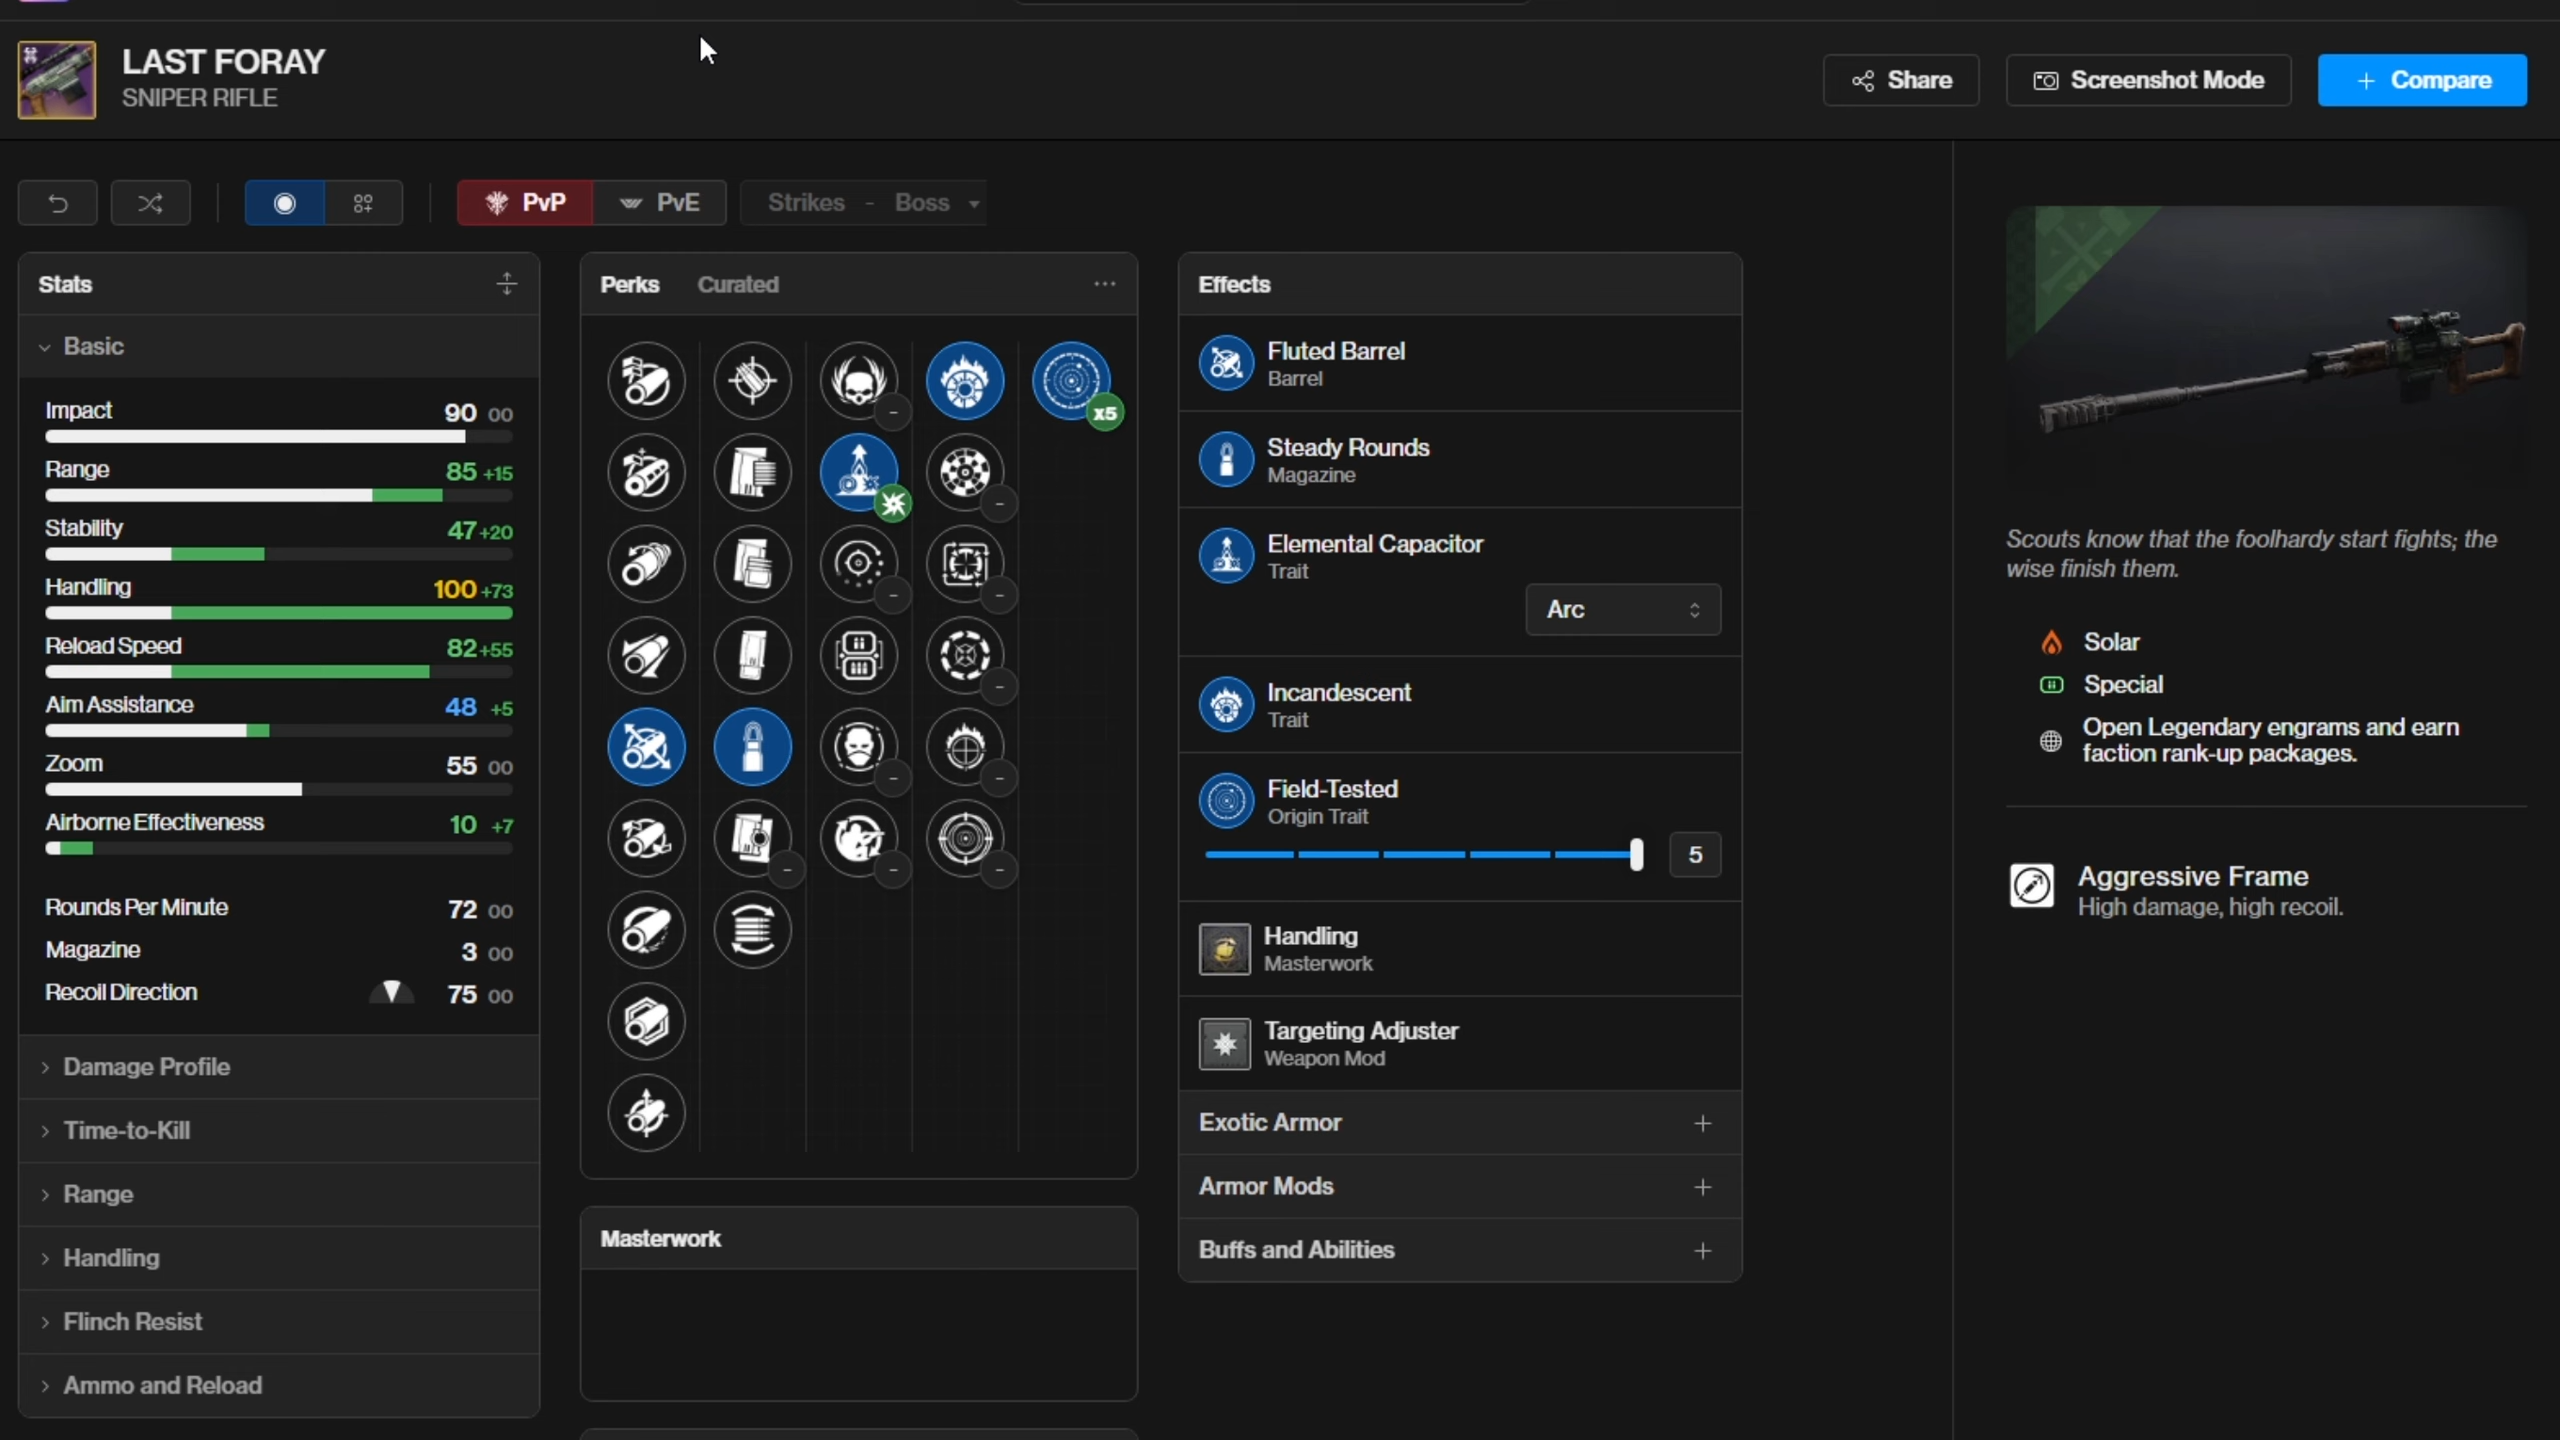 LAST FORAY
SNIPER RIFLE
Share
Screenshot Mode
+ Compare
PvP
PvE
Strikes - Boss
Stats
Basic
Impact 90 00
Range 85 +15
Stability 47 +20
Handling 100 +73
Reload Speed 82 +55
Aim Assistance 48 +5
Zoom 55 00
Airborne Effectiveness 10 +7
Rounds Per Minute 72 00
Magazine 3 00
Recoil Direction 75 00
Damage Profile
Time-to-Kill
Range
Handling
Flinch Resist
Ammo and Reload
Perks
Curated
x5
Masterwork
Effects
Fluted Barrel
Barrel
Steady Rounds
Magazine
Elemental Capacitor
Trait
Arc
Incandescent
Trait
Field-Tested
Origin Trait
5
Handling
Masterwork
Targeting Adjuster
Weapon Mod
Exotic Armor +
Armor Mods +
Buffs and Abilities +
Scouts know that the foolhardy start fights; the
wise finish them.
Solar
Special
Open Legendary engrams and earn
faction rank-up packages.
Aggressive Frame
High damage, high recoil.